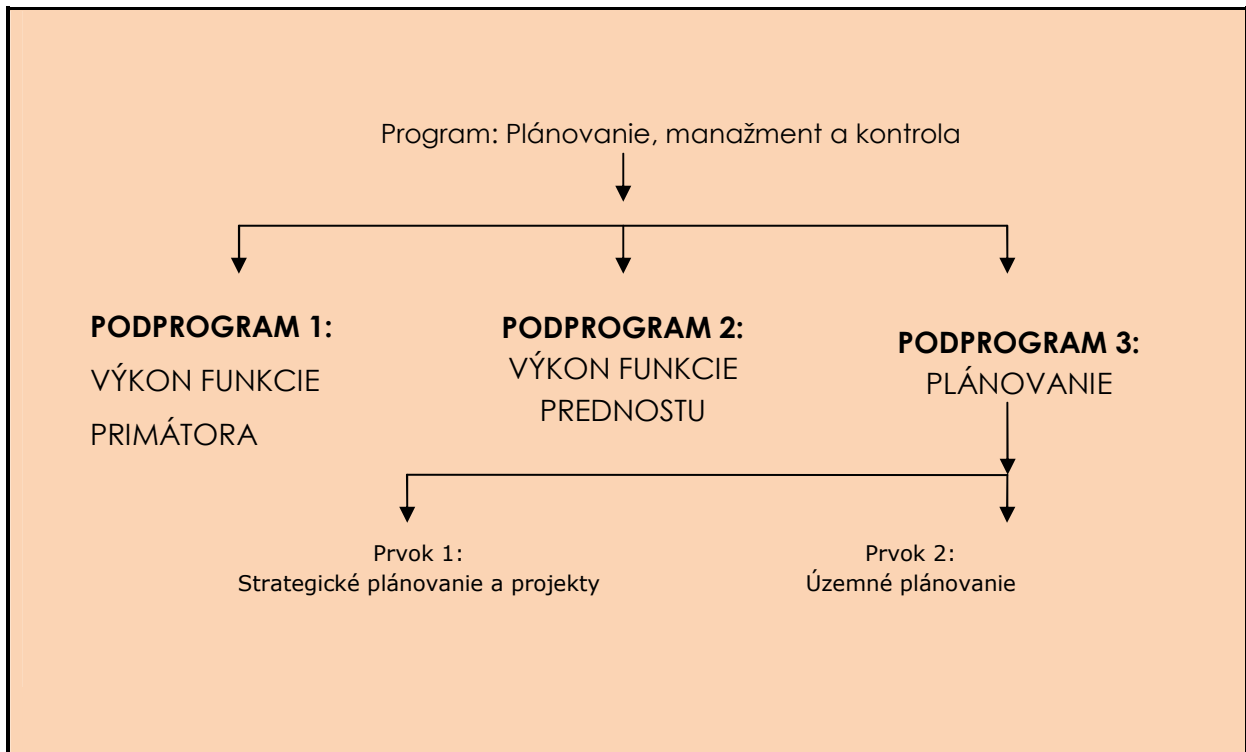 Program: Plánovanie, manažment a kontrola
PODPROGRAM 1:
VÝKON FUNKCIE
PRIMÁTORA
PODPROGRAM 2:
VÝKON FUNKCIE
PREDNOSTU
PODPROGRAM 3:
PLÁNOVANIE
Prvok 1:
Strategické plánovanie a projekty
Prvok 2:
Územné plánovanie